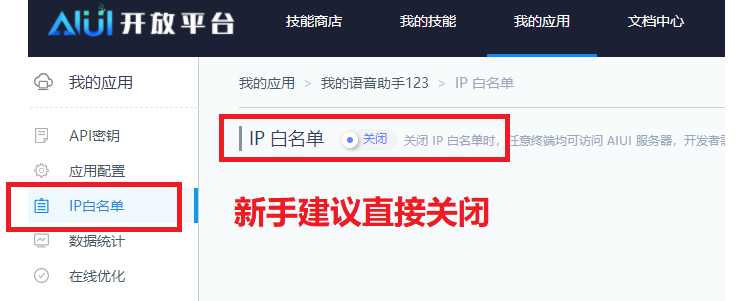 AIUI 开放平台 技能商店 我的技能 我的应用 文档中心
我的应用
我的应用 > 我的语音助手123 > IP 白名单
API密钥
IP 白名单 关闭 关闭 IP 白名单时，任意终端均可访问 AIUI 服务器，开发者需
应用配置
IP白名单
新手建议直接关闭
数据统计
在线优化